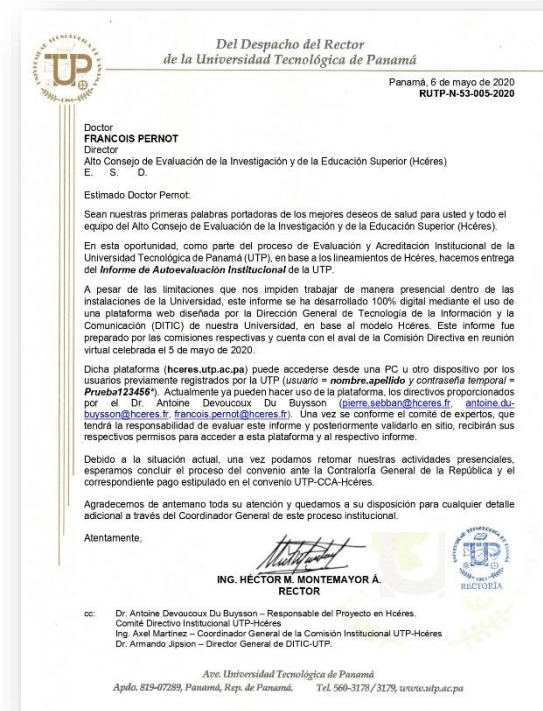 Del Despacho del Rector
de la Universidad Tecnológica de Panamá
UP
Panamá, 6 de mayo de 2020
RUTP-N-53-005-2020
Doctor
FRANCOIS PERNOT
Director
Alto Consejo de Evaluación de la Investigación y de la Educación Superior (Hcéres)
E. S. D.
Estimado Doctor Pernot:
Sean nuestras primeras palabras portadoras de los mejores deseos de salud para usted y todo el
equipo del Alto Consejo de Evaluación de la Investigación y de la Educación Superior (Hcéres).
En esta oportunidad, como parte del proceso de Evaluación y Acreditación Institucional de la
Universidad Tecnológica de Panamá (UTP), en base a los lineamientos de Hcéres, hacemos entrega
del Informe de Autoevaluación Institucional de la UTP.
A pesar de las limitaciones que nos impiden trabajar de manera presencial dentro de las
instalaciones de la Universidad, este informe se ha desarrollado 100% digital mediante el uso de
una plataforma web diseñada por la Dirección General de Tecnología de la Información y la
Comunicación (DITIC) de nuestra Universidad, en base al modelo Hcéres. Este informe fue
preparado por las comisiones respectivas y cuenta con el aval de la Comisión Directiva en reunión
virtual celebrada el 5 de mayo de 2020.
Dicha plataforma (hceres.utp.ac.pa) puede accederse desde una PC u otro dispositivo por los
usuarios previamente registrados por la UTP (usuario = nombre.apellido y contraseña temporal =
Prueba123456*). Actualmente ya pueden hacer uso de la plataforma, los directivos proporcionados
por el Dr. Antoine Devoucoux Du Buysson (pierre.sebban@hceres.fr, antoine.du-
buysson@hceres.fr, francois.pernot@hceres.fr). Una vez se conforme el comité de expertos, que
tendrá la responsabilidad de evaluar este informe y posteriormente validarlo en sitio, recibirán sus
respectivos permisos para acceder a esta plataforma y al respectivo informe.
Debido a la situación actual, una vez podamos retomar nuestras actividades presenciales,
esperamos concluir el proceso del convenio ante la Contraloría General de la República y el
correspondiente pago estipulado en el convenio UTP-CCA-Hcéres.
Agradecemos de antemano toda su atención y quedamos a su disposición para cualquier detalle
adicional a través del Coordinador General de este proceso institucional.
Atentamente,
ING. HÉCTOR M. MONTEMAYOR Á.
RECTOR
RECTORÍA
cc: Dr. Antoine Devoucoux Du Buysson – Responsable del Proyecto en Hcéres.
Comité Directivo Institucional UTP-Hcéres
Ing. Axel Martínez – Coordinador General de la Comisión Institucional UTP-Hcéres
Dr. Armando Jipsion – Director General de DITIC-UTP.
Ave. Universidad Tecnológica de Panamá
Apdo. 819-07289, Panamá, Rep. de Panamá. Tel. 560-3178/3179, www.utp.ac.pa